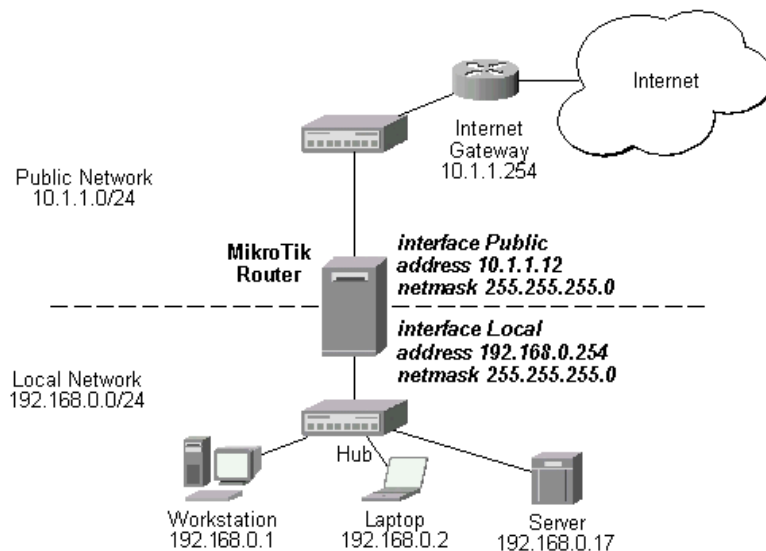 Internet
Internet
Gateway
10.1.1.254
Public Network
10.1.1.0/24
MikroTik
Router
interface Public
address 10.1.1.12
netmask 255.255.255.0
interface Local
address 192.168.0.254
netmask 255.255.255.0
Local Network
192.168.0.0/24
Hub
Workstation
192.168.0.1
Laptop
192.168.0.2
Server
192.168.0.17